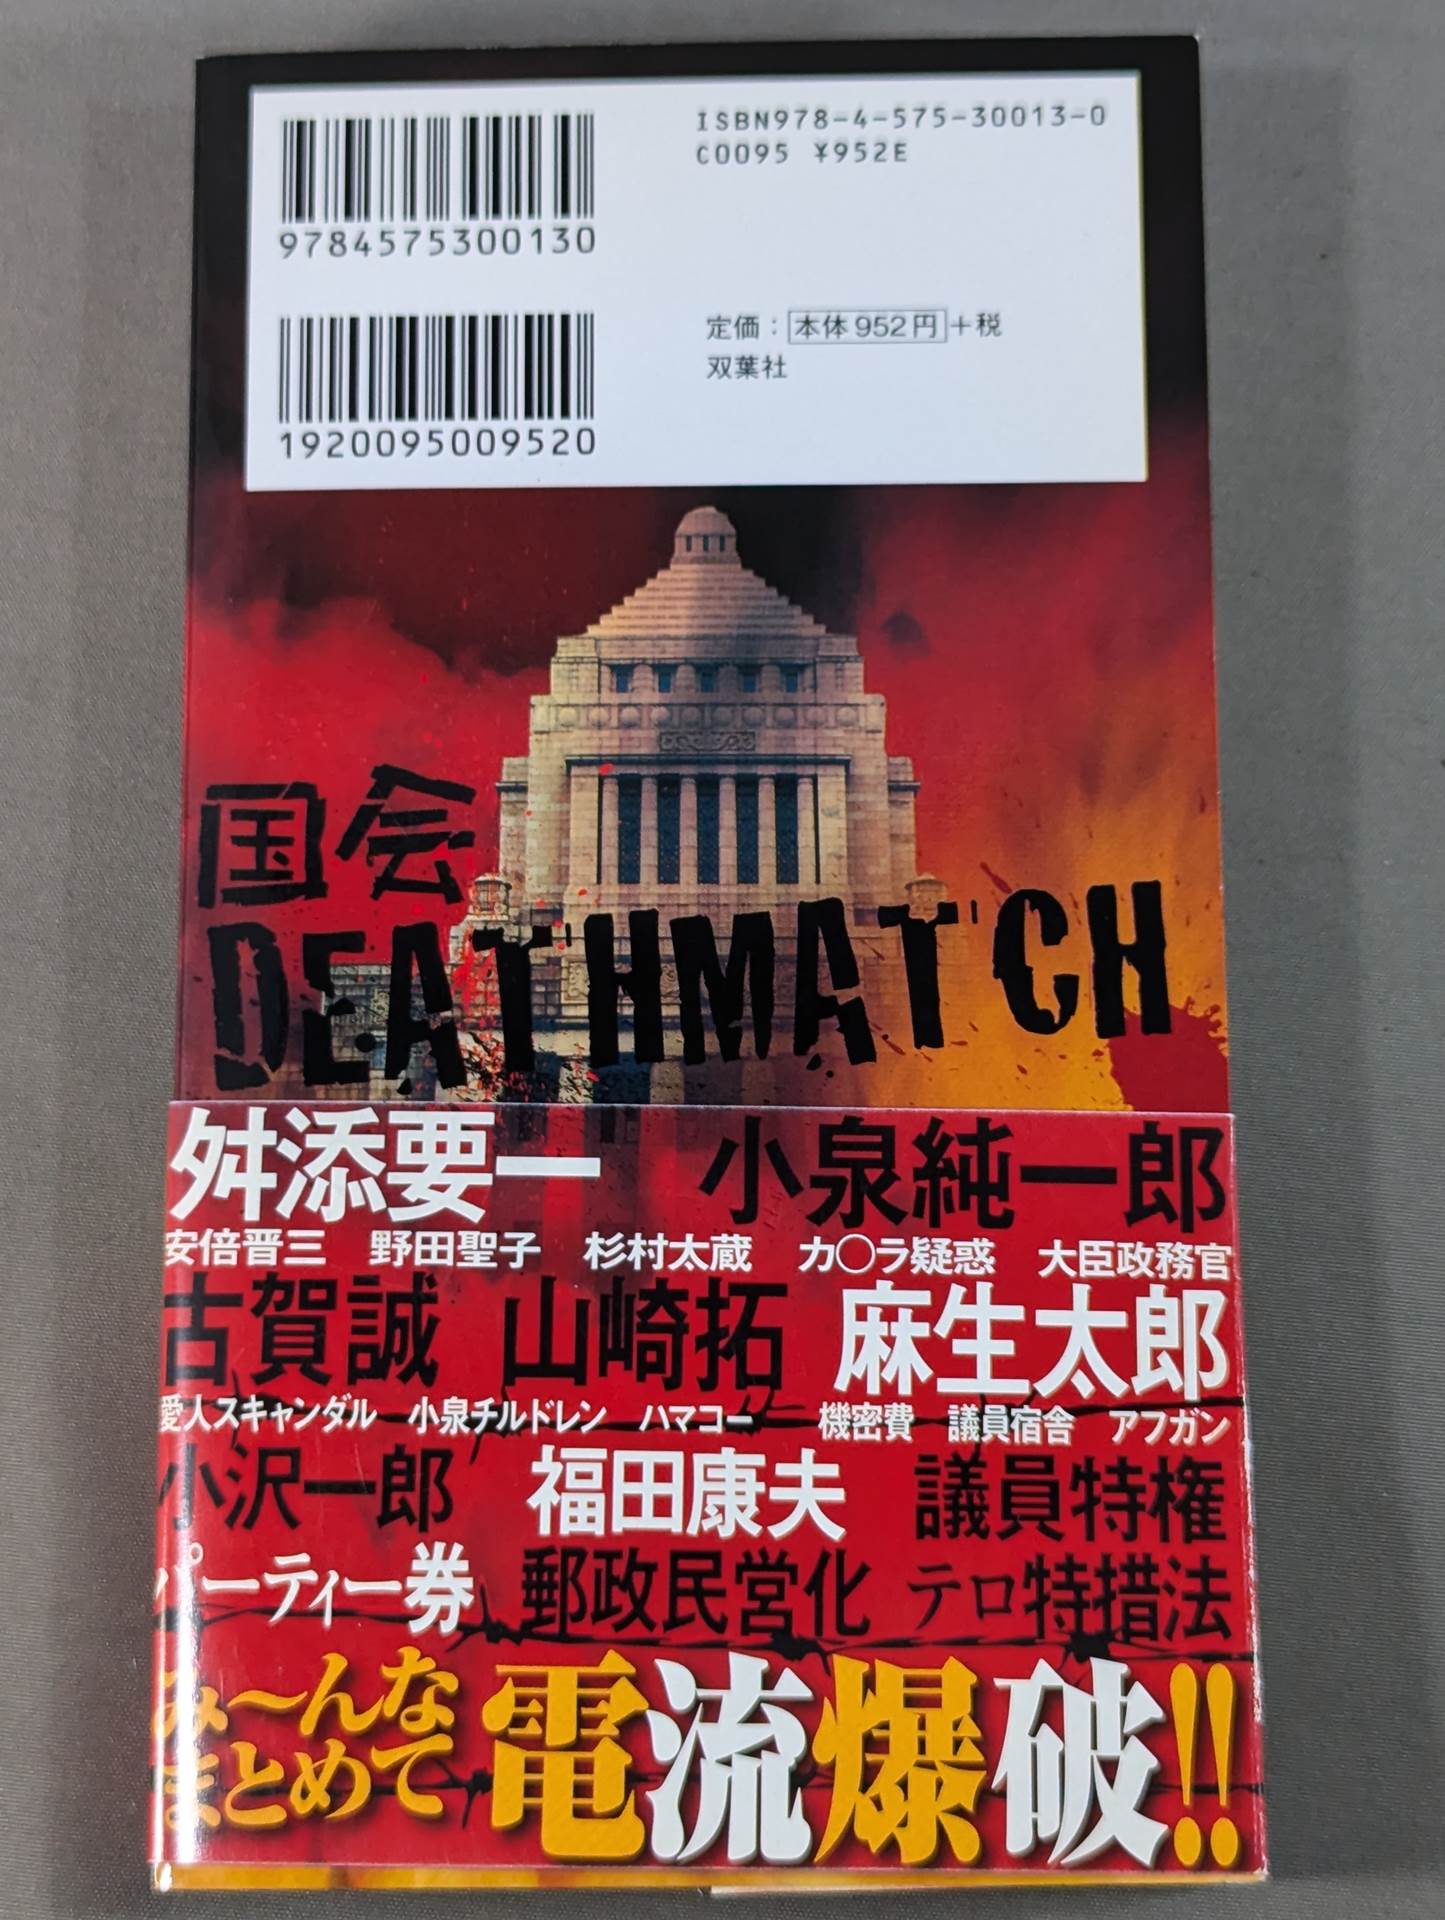 ISBN978-4-575-30013-0
C0095 ¥952E
9784575300130
定価：本体952円+税
双葉社
1920095009520
国会
DEATHMATCH
舛添要一 小泉純一郎
安倍晋三 野田聖子 杉村太蔵 カ〇ラ疑惑 大臣政務官
古賀誠 山崎拓 麻生太郎
愛人スキャンダル 小泉チルドレン ハマコー 機密費 議員宿舎 アフガン
小沢一郎 福田康夫 議員特権
パーティー券 郵政民営化 テロ特措法
み〜んな
まとめて
電流爆破!!